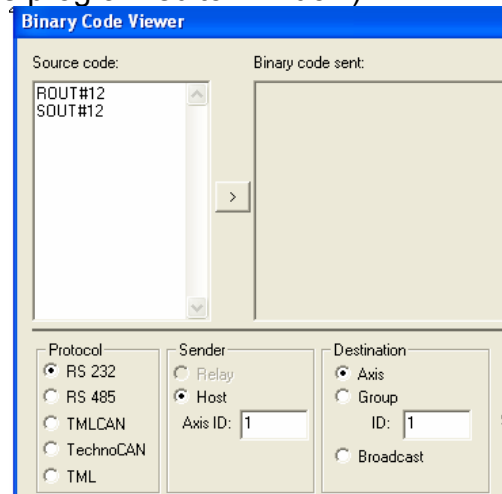 Binary Code Viewer
Source code:
Binary code sent:
ROUT#12
SOUT#12
>
Protocol
RS 232
RS 485
TMLCAN
TechnoCAN
TML
Sender
Relay
Host
Axis ID: 1
Destination
Axis
Group
ID: 1
Broadcast